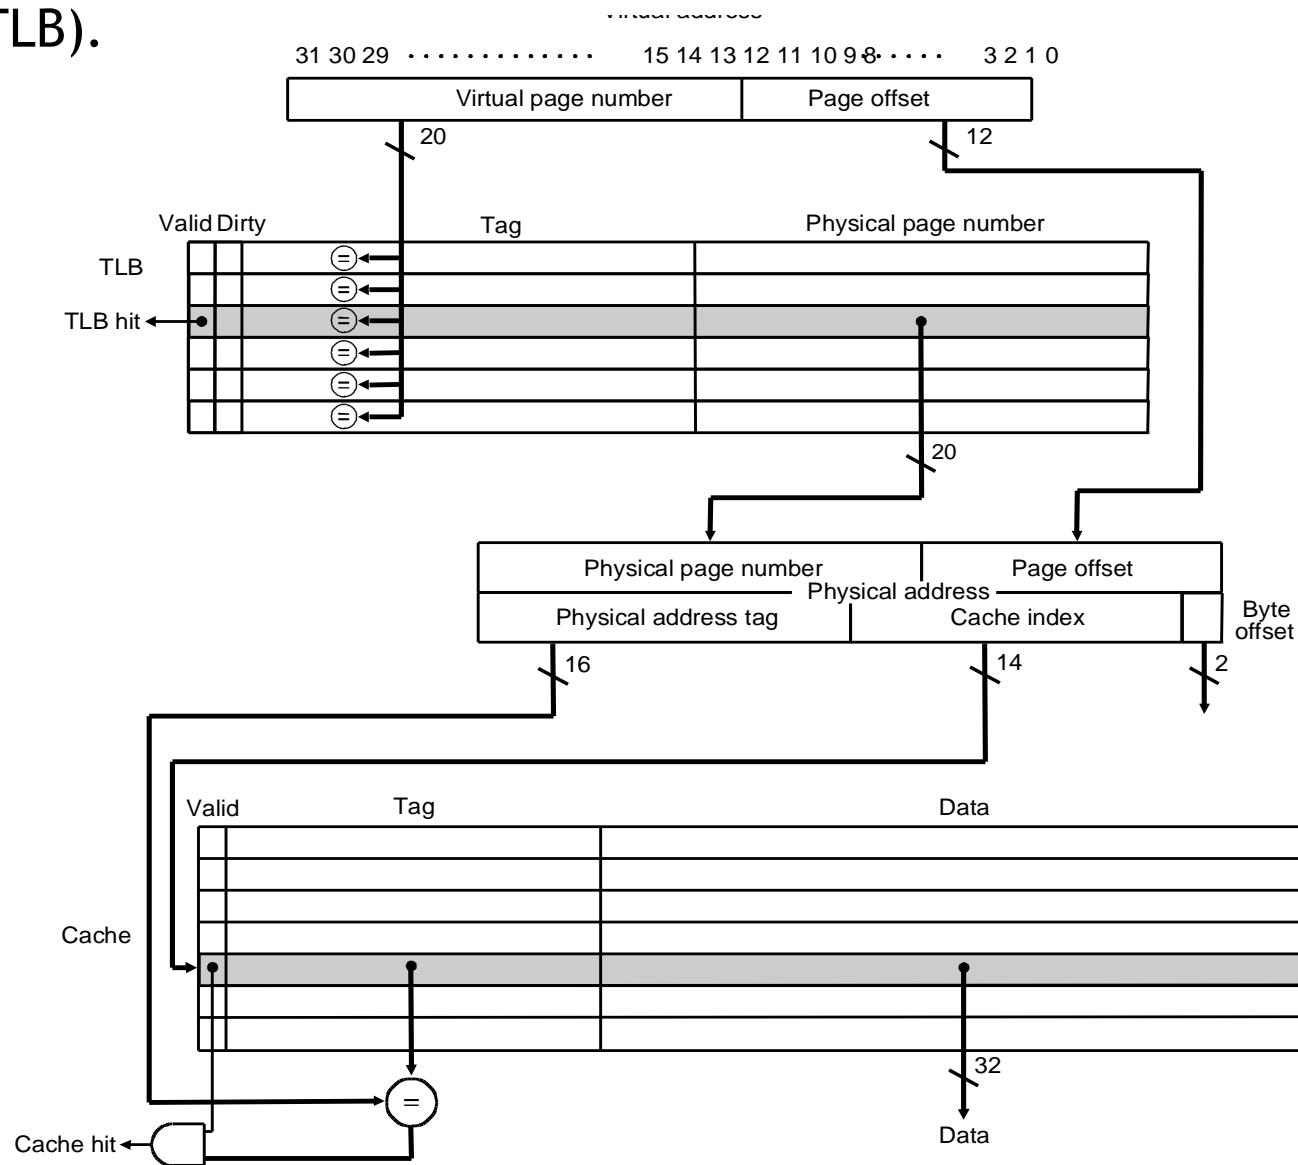 TLB).
Virtual address
31 30 29 ............. 15 14 13 12 11 10 9 8 ...... 3 2 1 0
Virtual page number Page offset
20 12
Valid Dirty Tag Physical page number
TLB
=
=
TLB hit =
=
=
=
20
Physical page number Page offset
Physical address
Physical address tag Cache index Byte
offset
16 14 2
Valid Tag Data
Cache
32
=
Data
Cache hit